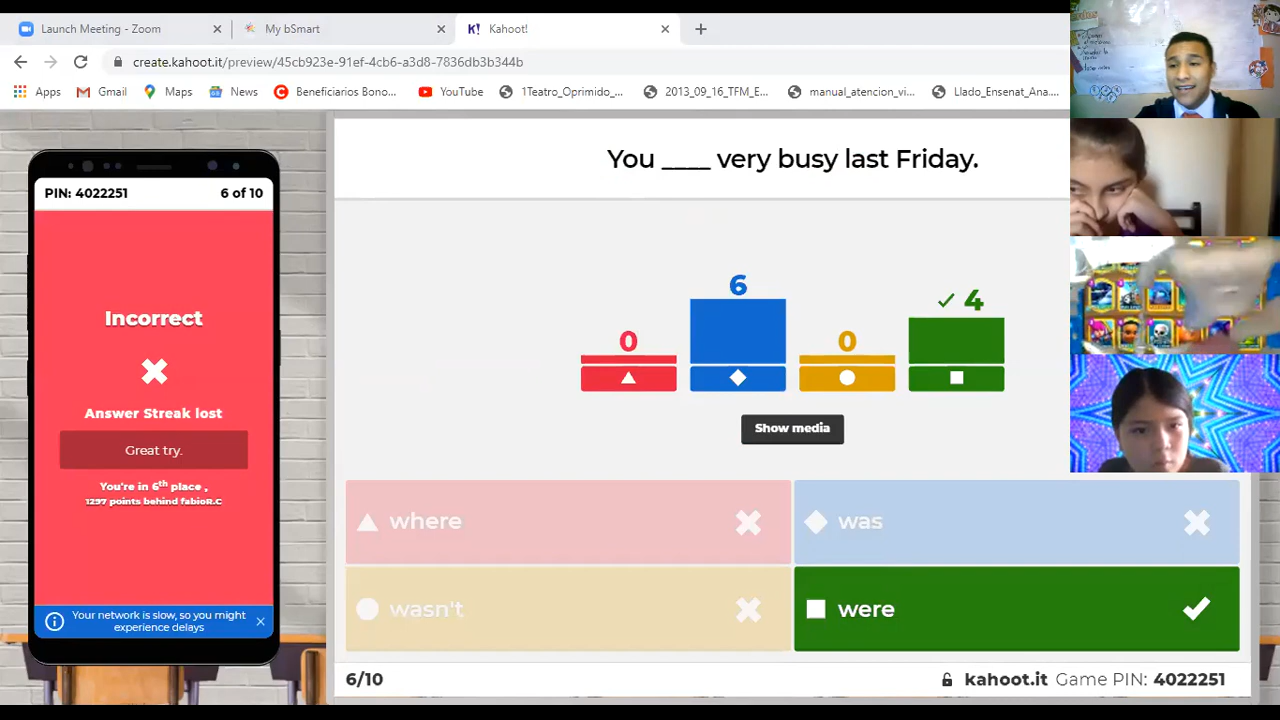 Launch Meeting - Zoom
My bSmart
K! Kahoot!
create.kahoot.it/preview/45cb923e-91ef-4dc5-a3d8-7836db3b344b
Apps
Gmail
Maps
News
Beneficiarios Bono...
YouTube
1Teatro_Oprimido_...
2013_09_16_TFM_E...
manual_atencion_vi...
Llado_Ensenat_Ana....
PIN: 4022251 6 of 10
Incorrect
Answer Streak lost
Great try.
You're in 6th place ,
1297 points behind fabioR.C
Your network is slow, so you might
experience delays
You ____ very busy last Friday.
0
6
0
4
Show media
where
was
wasn't
were
6/10
kahoot.it Game PIN: 4022251